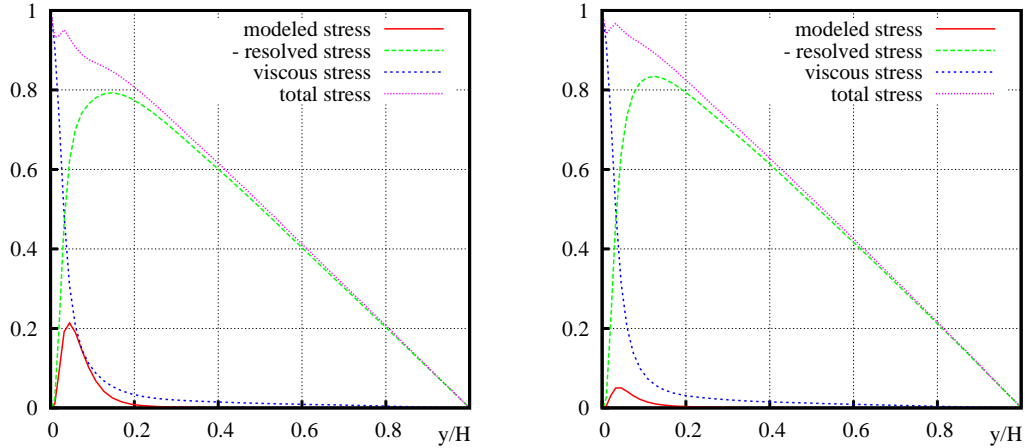 1
0.8
0.6
0.4
0.2
0
0 0.2 0.4 0.6 0.8 y/H
modeled stress
- resolved stress
viscous stress
total stress
1
0.8
0.6
0.4
0.2
0
0 0.2 0.4 0.6 0.8 y/H
modeled stress
- resolved stress
viscous stress
total stress